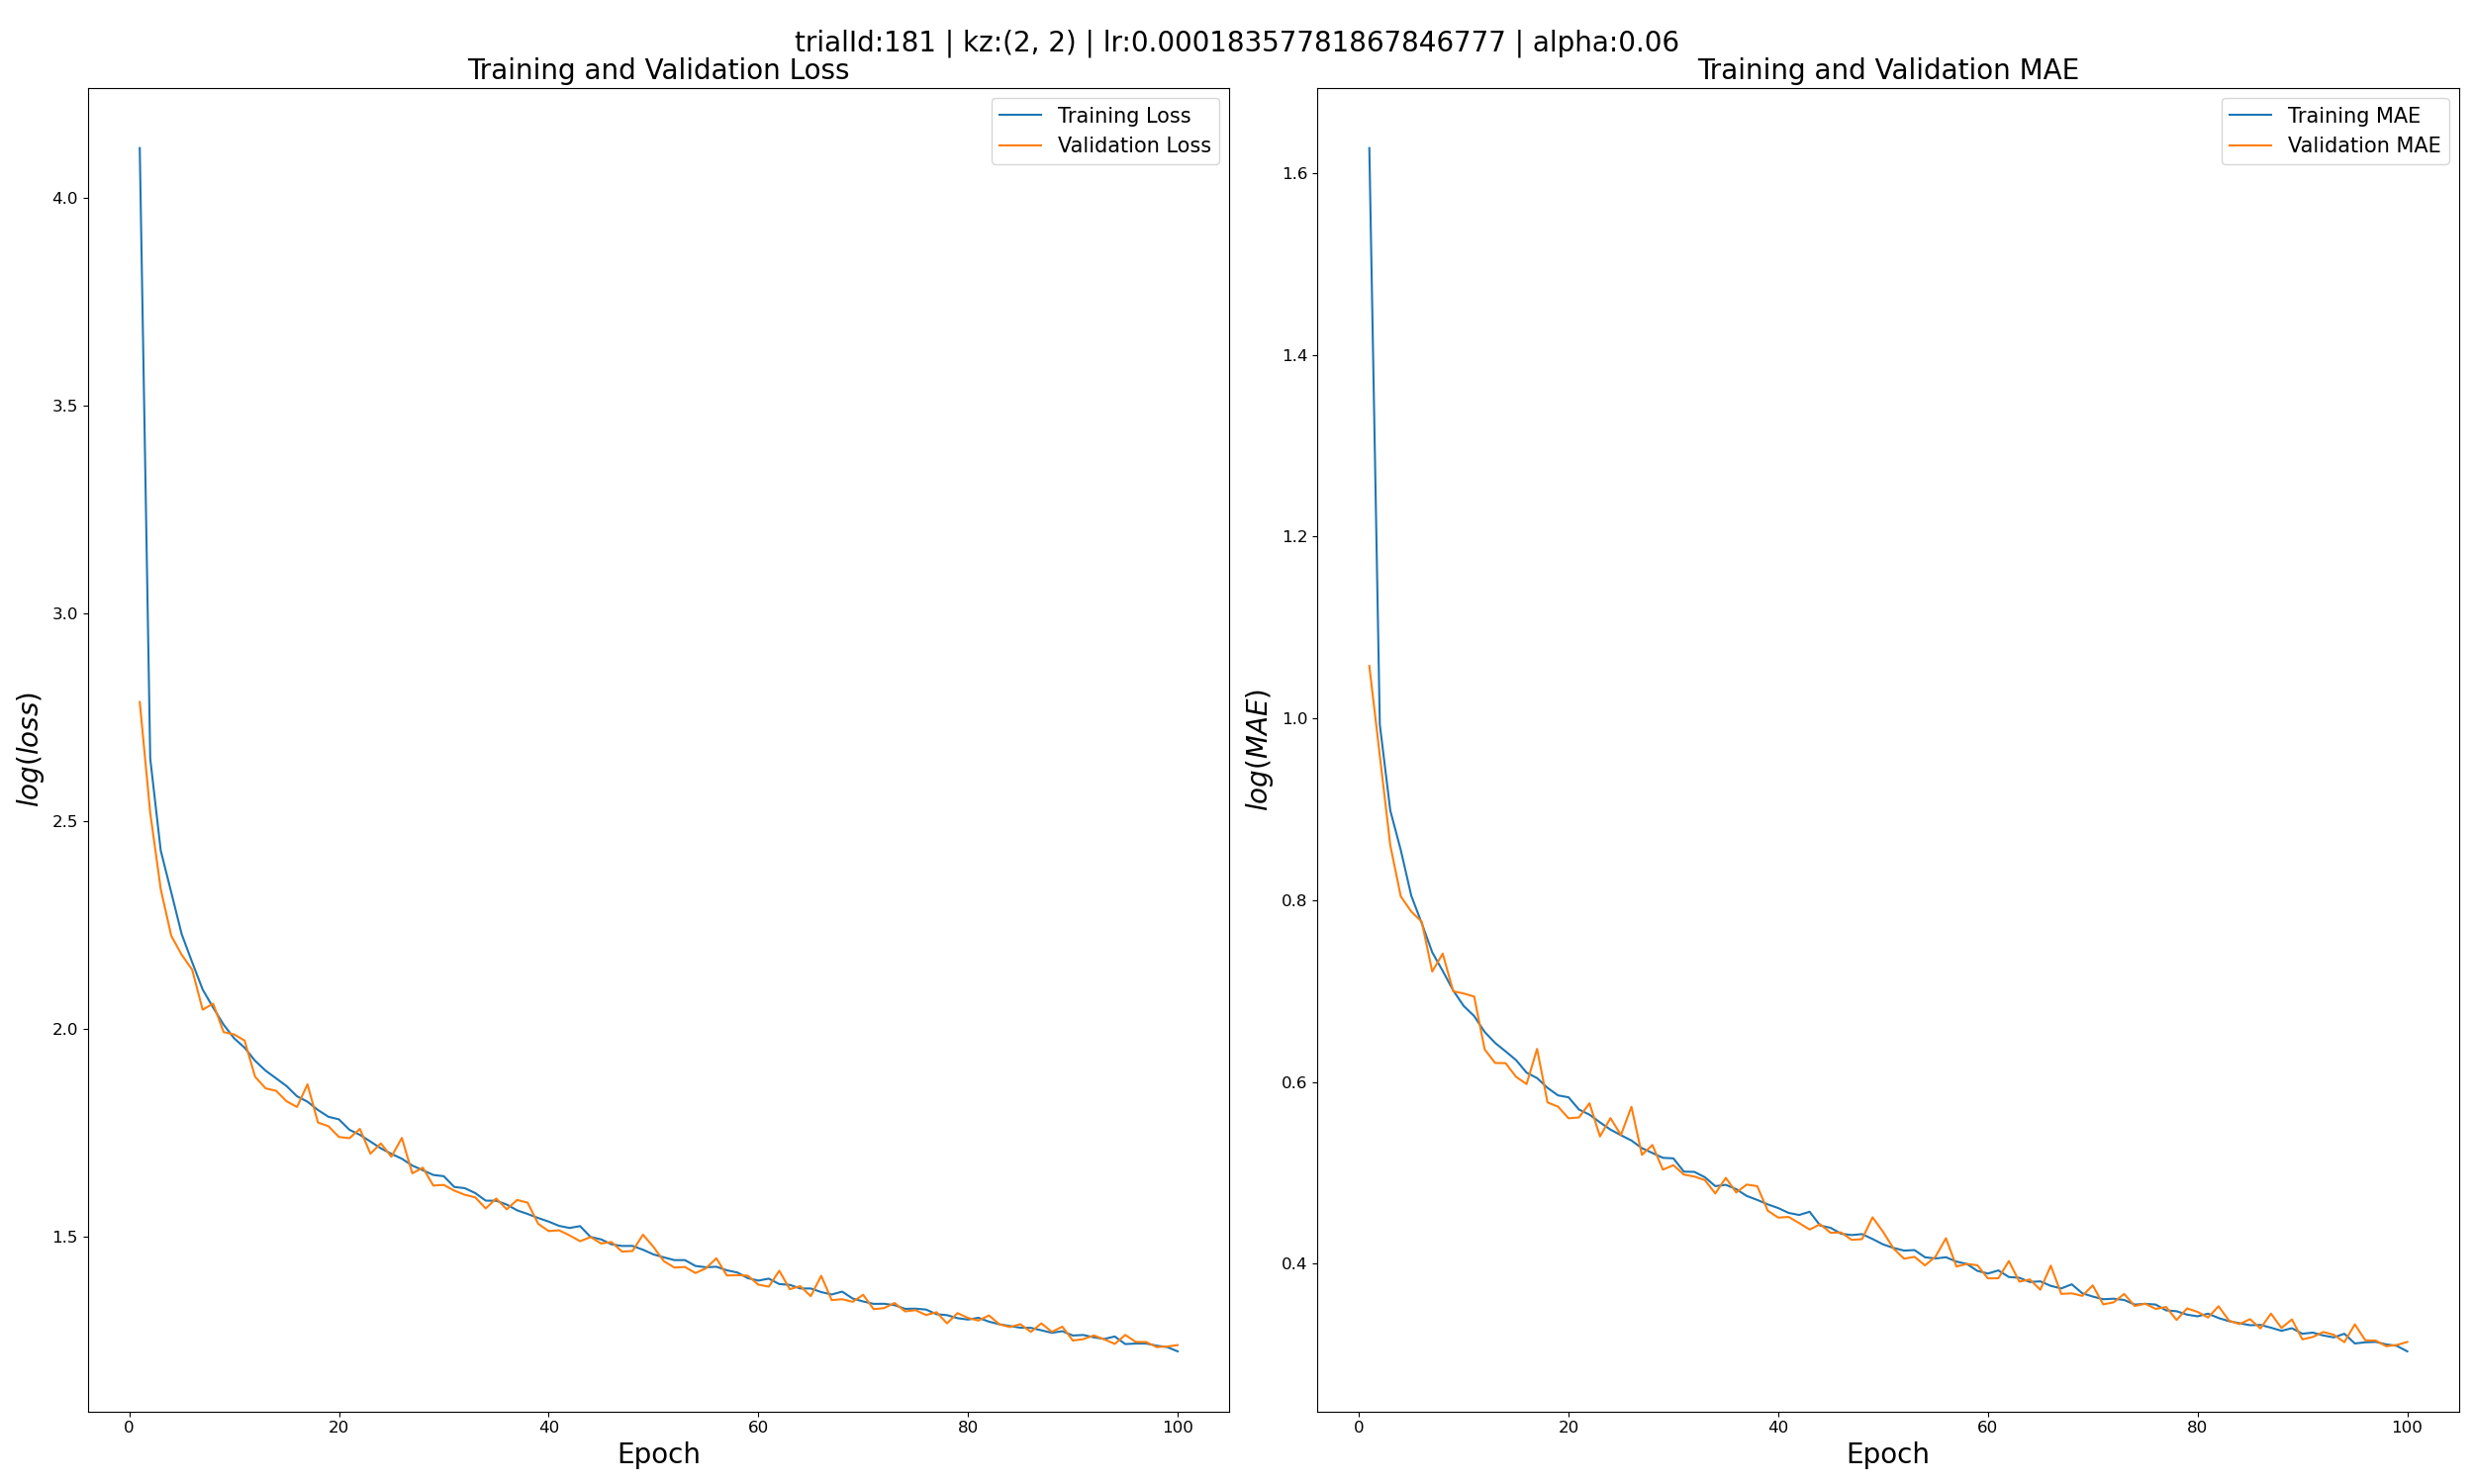 trialId:181 | kz:(2, 2) | lr:0.00018357781867846777 | alpha:0.06
Training and Validation Loss
Training Loss
Validation Loss
log(loss)
4.0
3.5
3.0
2.5
2.0
1.5
0 20 40 60 80 100
Epoch
Training and Validation MAE
Training MAE
Validation MAE
log(MAE)
1.6
1.4
1.2
1.0
0.8
0.6
0.4
0 20 40 60 80 100
Epoch